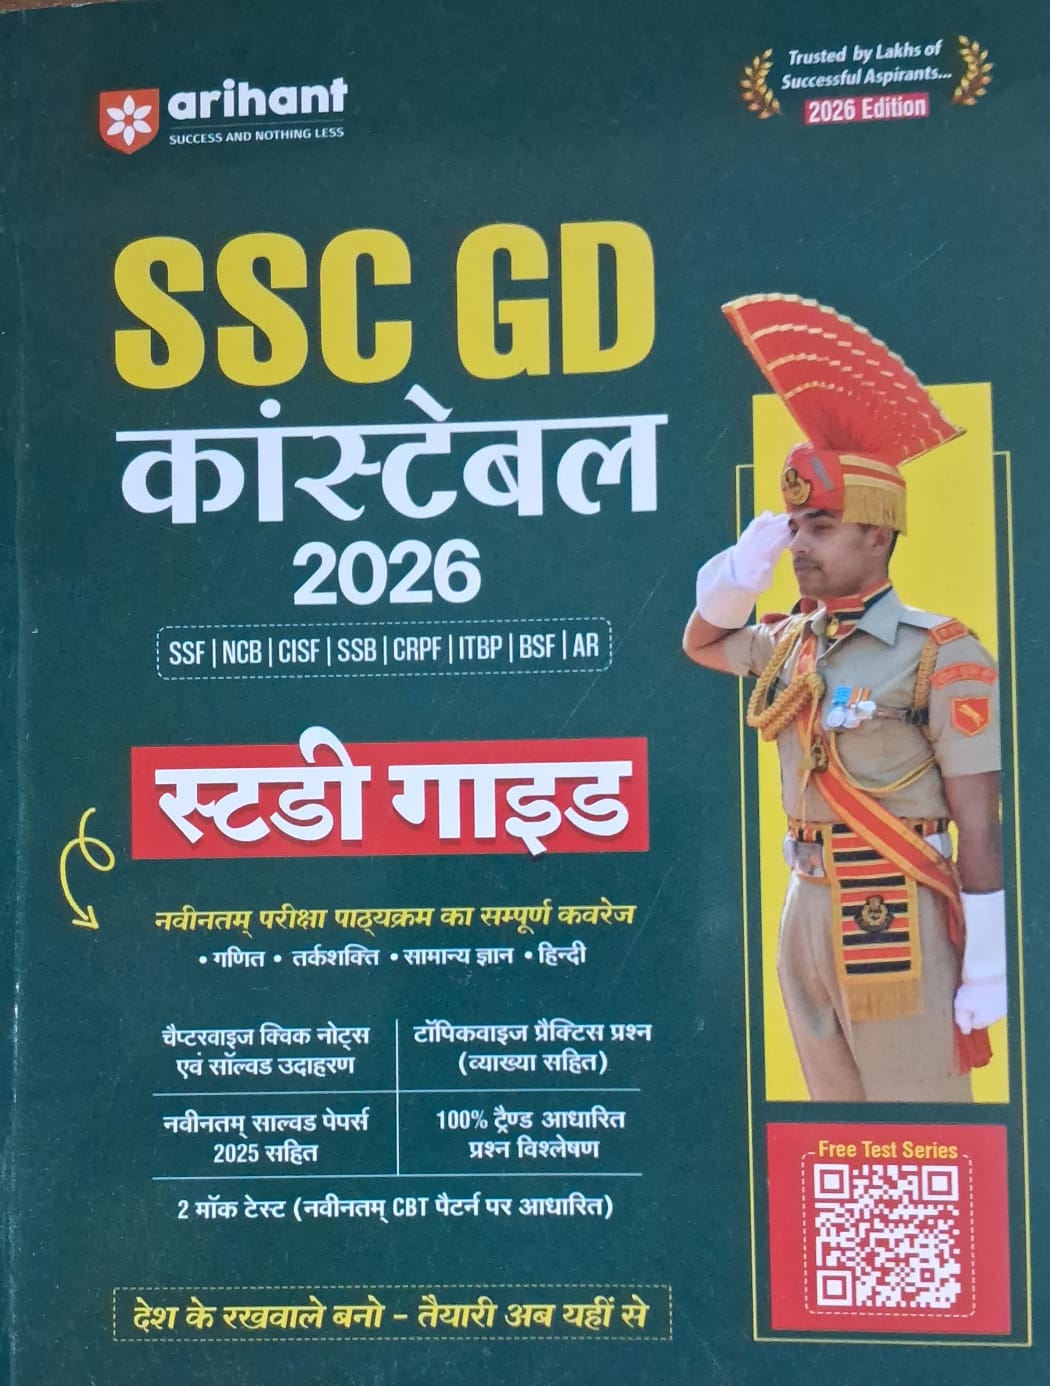 arihant
SUCCESS AND NOTHING LESS
Trusted by Lakhs of
Successful Aspirants...
2026 Edition
SSC GD
कांस्टेबल
2026
SSF | NCB | CISF | SSB | CRPF | ITBP | BSF | AR
स्टडी गाइड
नवीनतम् परीक्षा पाठ्यक्रम का सम्पूर्ण कवरेज
• गणित • तर्कशक्ति • सामान्य ज्ञान • हिन्दी
चैप्टरवाइज क्विक नोट्स
एवं सॉल्वड उदाहरण
टॉपिकवाइज प्रैक्टिस प्रश्न
(व्याख्या सहित)
नवीनतम् साल्वड पेपर्स
2025 सहित
100% ट्रैण्ड आधारित
प्रश्न विश्लेषण
2 मॉक टेस्ट (नवीनतम् CBT पैटर्न पर आधारित)
Free Test Series
देश के रखवाले बनो - तैयारी अब यहीं से